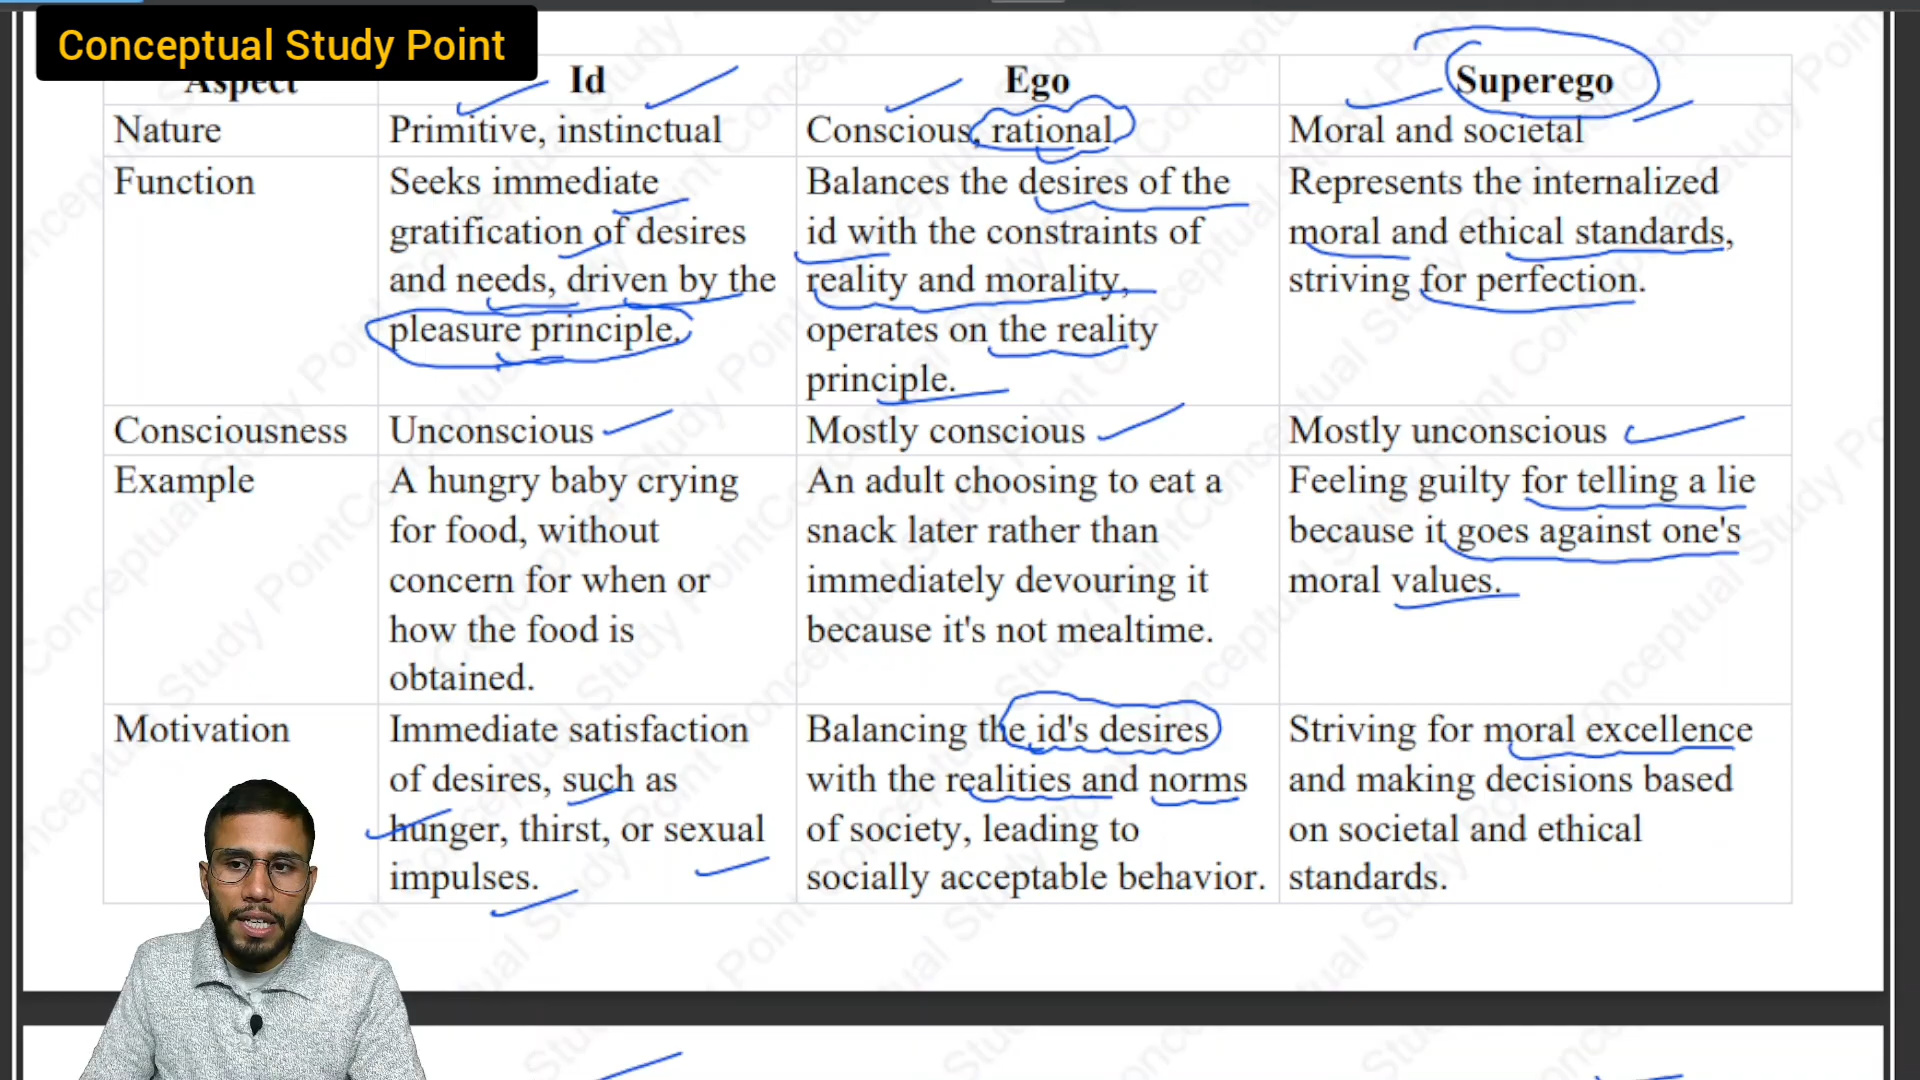 Conceptual Study Point
Aspect Id Ego Superego
Nature Primitive, instinctual Conscious, rational Moral and societal
Function Seeks immediate Balances the desires of the Represents the internalized
gratification of desires id with the constraints of moral and ethical standards,
and needs, driven by the reality and morality, striving for perfection.
pleasure principle. operates on the reality
principle.
Consciousness Unconscious Mostly conscious Mostly unconscious
Example A hungry baby crying An adult choosing to eat a Feeling guilty for telling a lie
for food, without snack later rather than because it goes against one's
concern for when or immediately devouring it moral values.
how the food is because it's not mealtime.
obtained.
Motivation Immediate satisfaction Balancing the id's desires Striving for moral excellence
of desires, such as with the realities and norms and making decisions based
hunger, thirst, or sexual of society, leading to on societal and ethical
impulses. socially acceptable behavior. standards.